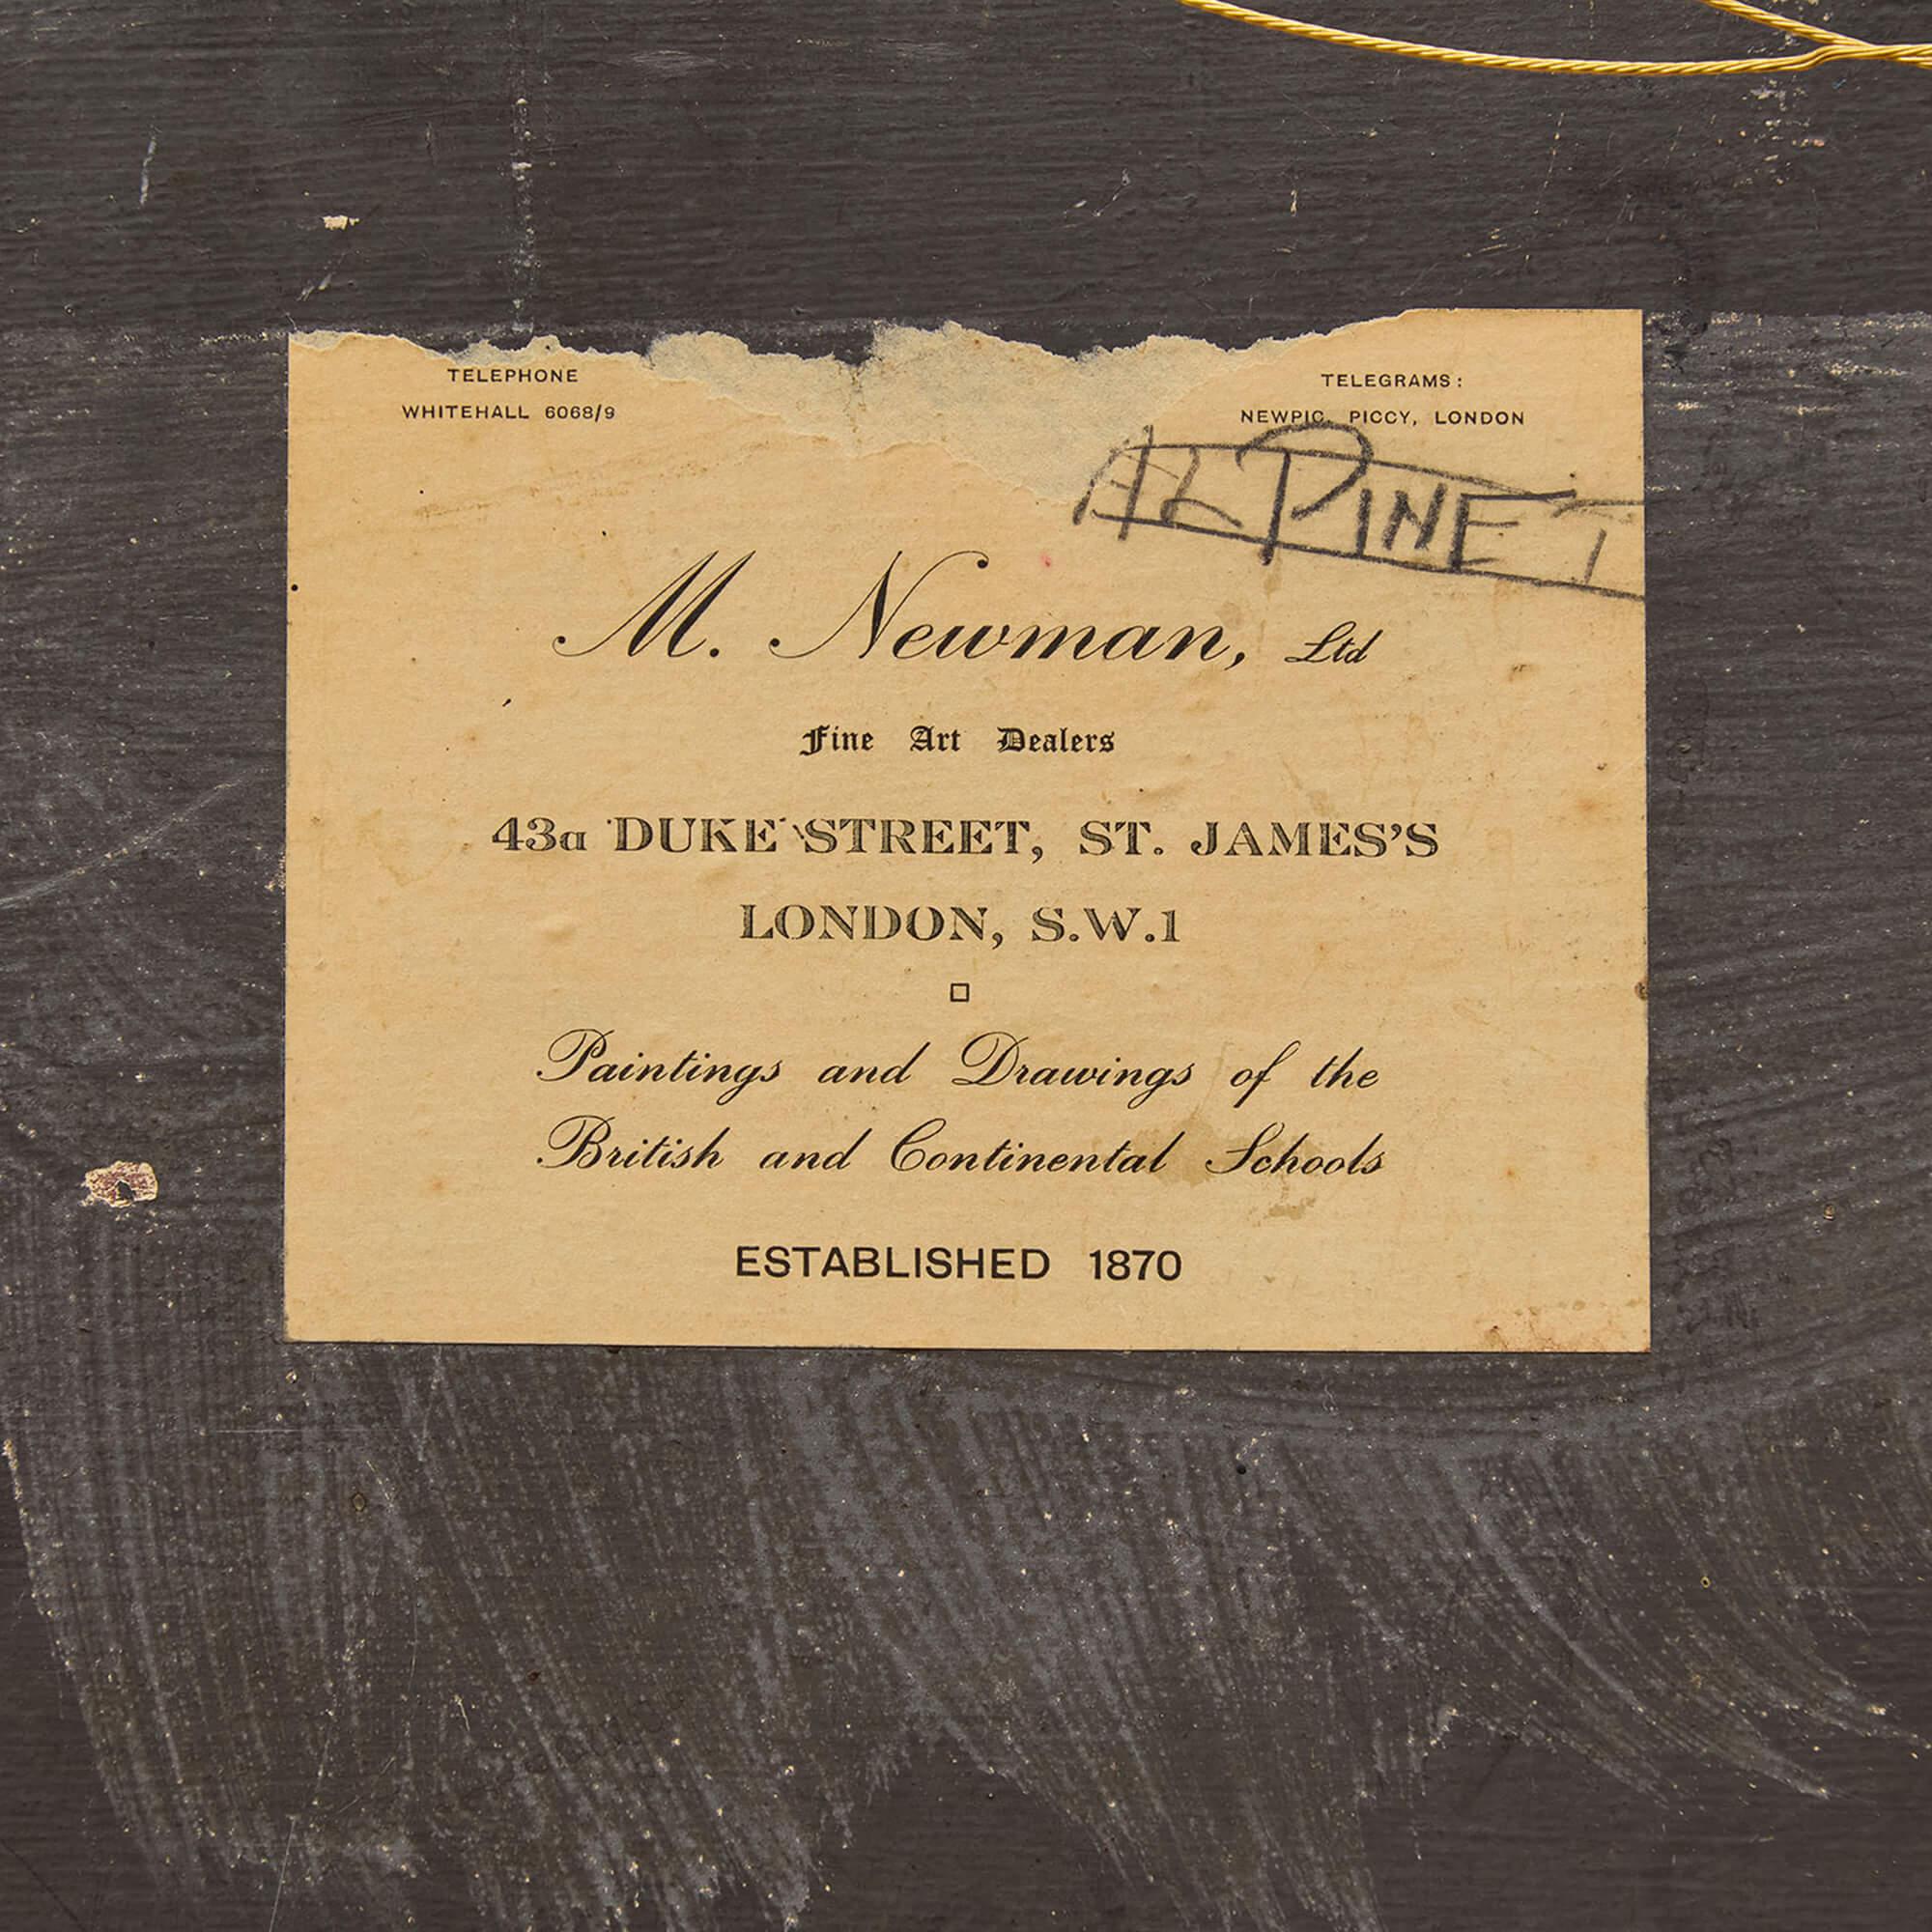 TELEPHONE
WHITEHALL 6068/9
TELEGRAMS:
NEWPIC, PICCY, LONDON
ALPINE T
M. Newman, Ltd
Fine Art Dealers
43a DUKE STREET, ST. JAMES'S
LONDON, S.W.1
Paintings and Drawings of the
British and Continental Schools
ESTABLISHED 1870